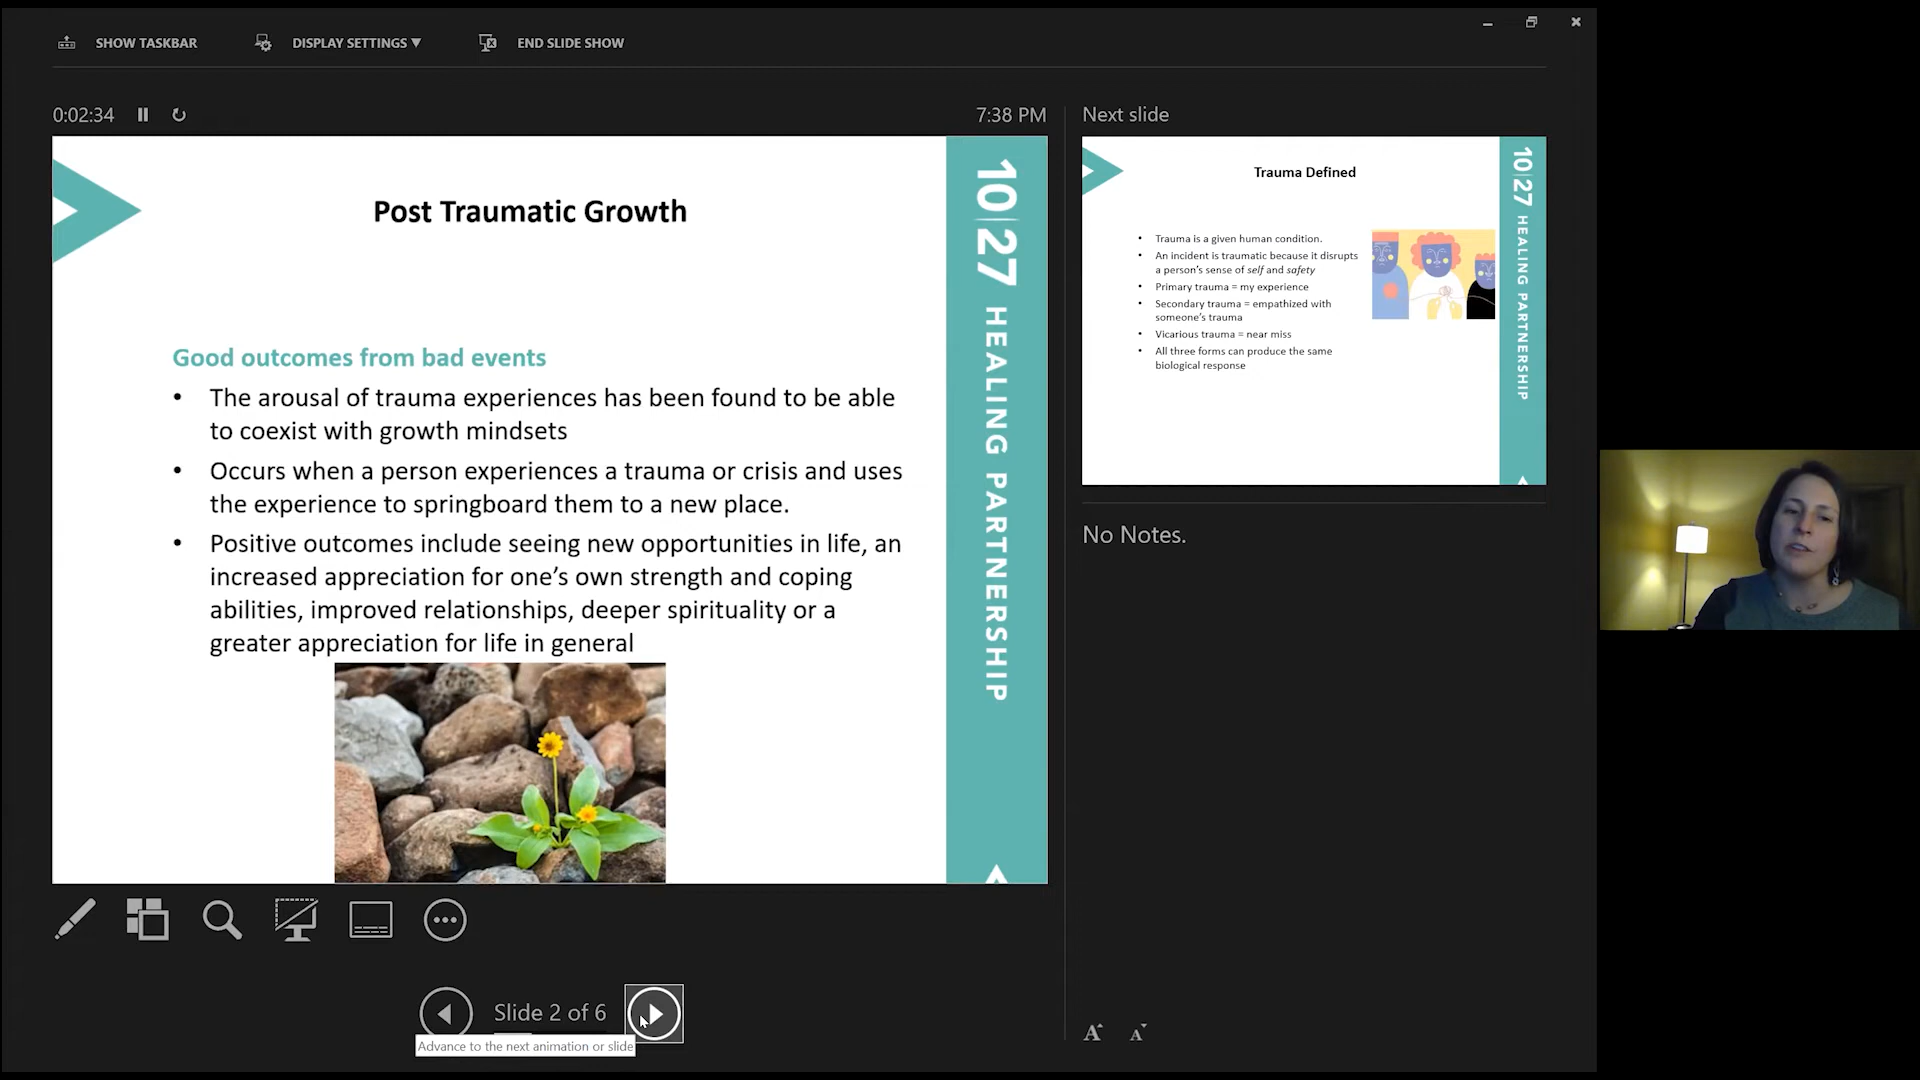 SHOW TASKBAR
DISPLAY SETTINGS ▼
END SLIDE SHOW
0:02:34
7:38 PM
Post Traumatic Growth
Good outcomes from bad events
• The arousal of trauma experiences has been found to be able
to coexist with growth mindsets
• Occurs when a person experiences a trauma or crisis and uses
the experience to springboard them to a new place.
• Positive outcomes include seeing new opportunities in life, an
increased appreciation for one’s own strength and coping
abilities, improved relationships, deeper spirituality or a
greater appreciation for life in general
10|27 HEALING PARTNERSHIP
Slide 2 of 6
Advance to the next animation or slide
Next slide
Trauma Defined
• Trauma is a given human condition.
• An incident is traumatic because it disrupts
a person’s sense of self and safety
• Primary trauma = my experience
• Secondary trauma = empathized with
someone’s trauma
• Vicarious trauma = near miss
• All three forms can produce the same
biological response
10|27 HEALING PARTNERSHIP
No Notes.
A A